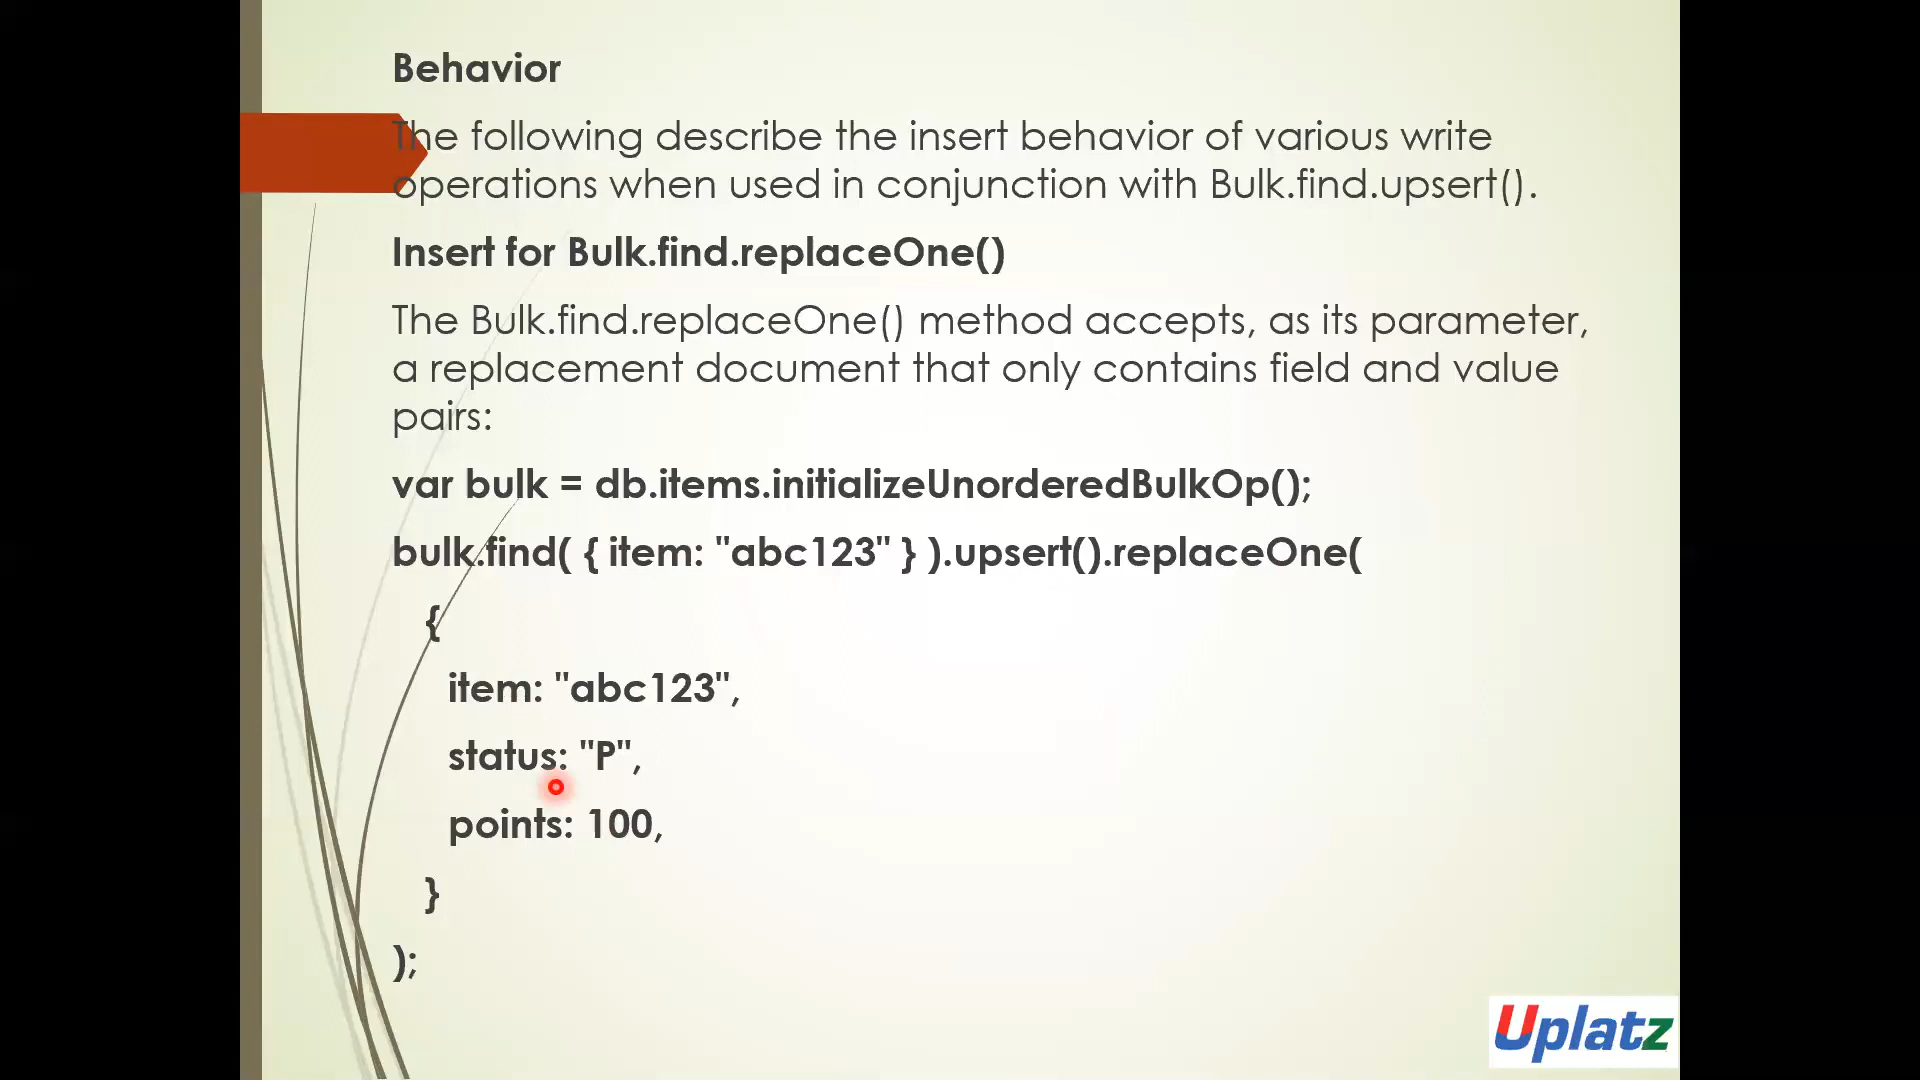 Behavior
The following describe the insert behavior of various write
operations when used in conjunction with Bulk.find.upsert().
Insert for Bulk.find.replaceOne()
The Bulk.find.replaceOne() method accepts, as its parameter,
a replacement document that only contains field and value
pairs:
var bulk = db.items.initializeUnorderedBulkOp();
bulk.find( { item: "abc123" } ).upsert().replaceOne(
{
item: "abc123",
status: "P",
points: 100,
}
);
Uplatz